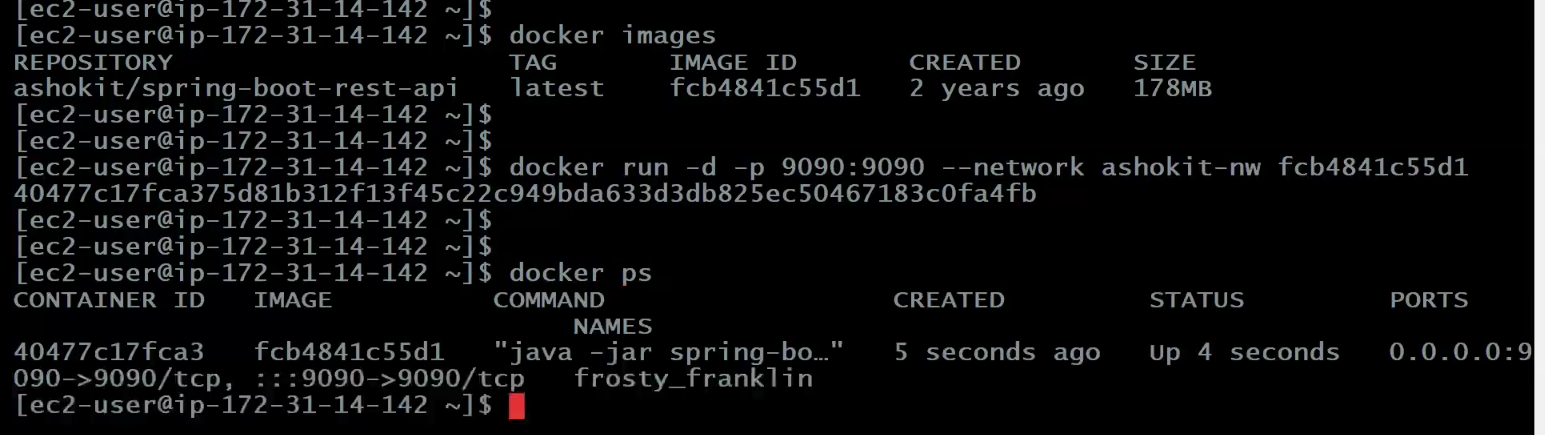 [ec2-user@ip-172-31-14-142 ~]$
[ec2-user@ip-172-31-14-142 ~]$ docker images
REPOSITORY                     TAG       IMAGE ID       CREATED       SIZE
ashokit/spring-boot-rest-api   latest    fcb4841c55d1   2 years ago   178MB
[ec2-user@ip-172-31-14-142 ~]$
[ec2-user@ip-172-31-14-142 ~]$
[ec2-user@ip-172-31-14-142 ~]$ docker run -d -p 9090:9090 --network ashokit-nw fcb4841c55d1
40477c17fca375d81b312f13f45c22c949bda633d3db825ec50467183c0fa4fb
[ec2-user@ip-172-31-14-142 ~]$
[ec2-user@ip-172-31-14-142 ~]$
[ec2-user@ip-172-31-14-142 ~]$ docker ps
CONTAINER ID   IMAGE          COMMAND                  CREATED         STATUS         PORTS
                                   NAMES
40477c17fca3   fcb4841c55d1   "java -jar spring-bo…"   5 seconds ago   Up 4 seconds   0.0.0.0:9
090->9090/tcp, :::9090->9090/tcp   frosty_franklin
[ec2-user@ip-172-31-14-142 ~]$